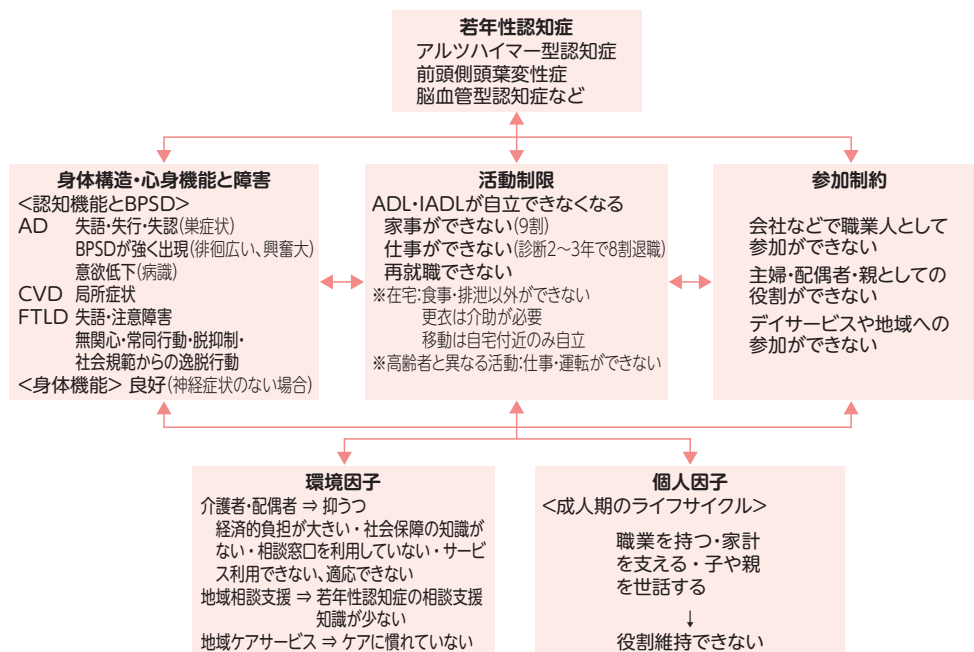 若年性認知症
アルツハイマー型認知症
前頭側頭葉変性症
脳血管型認知症など
身体構造・心身機能と障害
<認知機能とBPSD>
AD 失語・失行・失認(巣症状)
BPSDが強く出現(徘徊広い、興奮大)
意欲低下(病識)
CVD 局所症状
FTLD 失語・注意障害
無関心・常同行動・脱抑制・
社会規範からの逸脱行動
<身体機能> 良好(神経症状のない場合)
活動制限
ADL・IADLが自立できなくなる
家事ができない(9割)
仕事ができない(診断2〜3年で8割退職)
再就職できない
※在宅:食事・排泄以外ができない
更衣は介助が必要
移動は自宅付近のみ自立
※高齢者と異なる活動:仕事・運転ができない
参加制約
会社などで職業人として
参加ができない
主婦・配偶者・親としての
役割ができない
デイサービスや地域への
参加ができない
環境因子
介護者・配偶者 ⇒ 抑うつ
経済的負担が大きい・社会保障の知識が
ない・相談窓口を利用していない・サービ
ス利用できない、適応できない
地域相談支援 ⇒ 若年性認知症の相談支援
知識が少ない
地域ケアサービス ⇒ ケアに慣れていない
個人因子
<成人期のライフサイクル>
職業を持つ・家計
を支える・子や親
を世話する
↓
役割維持できない